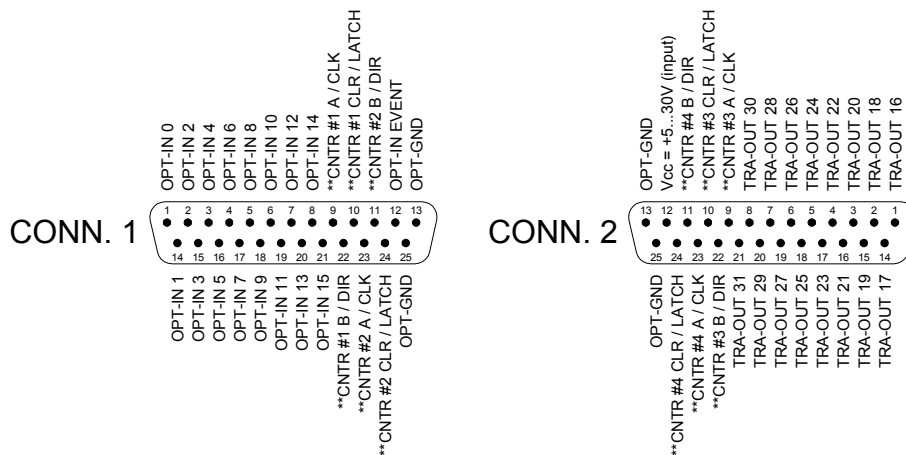 OPT-IN 0
OPT-IN 2
OPT-IN 4
OPT-IN 6
OPT-IN 8
OPT-IN 10
OPT-IN 12
OPT-IN 14
**CNTR #1 A / CLK
**CNTR #1 CLR / LATCH
**CNTR #2 B / DIR
OPT-IN EVENT
OPT-GND
CONN. 1
1 2 3 4 5 6 7 8 9 10 11 12 13
14 15 16 17 18 19 20 21 22 23 24 25
OPT-IN 1
OPT-IN 3
OPT-IN 5
OPT-IN 7
OPT-IN 9
OPT-IN 11
OPT-IN 13
OPT-IN 15
**CNTR #1 B / DIR
**CNTR #2 A / CLK
**CNTR #2 CLR / LATCH
OPT-GND
OPT-GND
Vcc = +5...30V (input)
**CNTR #4 B / DIR
**CNTR #3 CLR / LATCH
**CNTR #3 A / CLK
TRA-OUT 30
TRA-OUT 28
TRA-OUT 26
TRA-OUT 24
TRA-OUT 22
TRA-OUT 20
TRA-OUT 18
TRA-OUT 16
CONN. 2
13 12 11 10 9 8 7 6 5 4 3 2 1
25 24 23 22 21 20 19 18 17 16 15 14
OPT-GND
**CNTR #4 CLR / LATCH
**CNTR #4 A / CLK
**CNTR #3 B / DIR
TRA-OUT 31
TRA-OUT 29
TRA-OUT 27
TRA-OUT 25
TRA-OUT 23
TRA-OUT 21
TRA-OUT 19
TRA-OUT 17